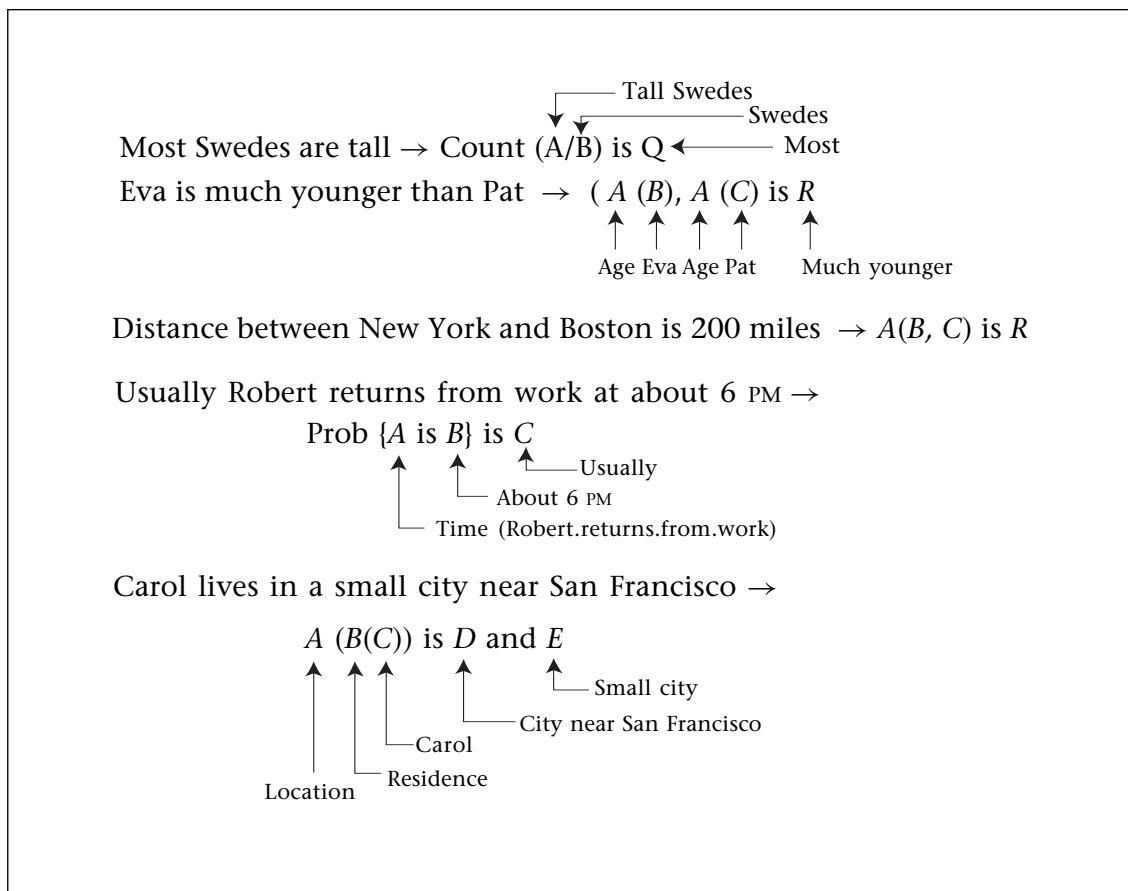 Tall Swedes
Swedes
Most Swedes are tall → Count (A/B) is Q Most
Eva is much younger than Pat → ( A (B), A (C) is R
Age Eva Age Pat Much younger
Distance between New York and Boston is 200 miles → A(B, C) is R
Usually Robert returns from work at about 6 PM →
Prob {A is B} is C
Usually
About 6 PM
Time (Robert.returns.from.work)
Carol lives in a small city near San Francisco →
A (B(C)) is D and E
Small city
City near San Francisco
Carol
Residence
Location